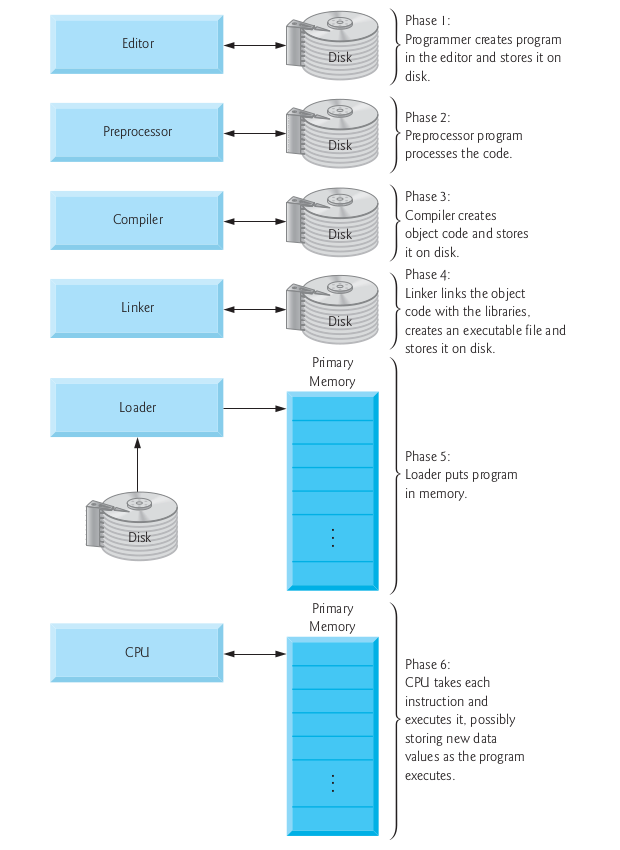 Editor
Disk
Phase 1:
Programmer creates program
in the editor and stores it on
disk.
Preprocessor
Disk
Phase 2:
Preprocessor program
processes the code.
Compiler
Disk
Phase 3:
Compiler creates
object code and stores
it on disk.
Linker
Disk
Phase 4:
Linker links the object
code with the libraries,
creates an executable file and
stores it on disk.
Primary
Memory
Loader
Disk
Phase 5:
Loader puts program
in memory.
Primary
Memory
CPU
Phase 6:
CPU takes each
instruction and
executes it, possibly
storing new data
values as the program
executes.